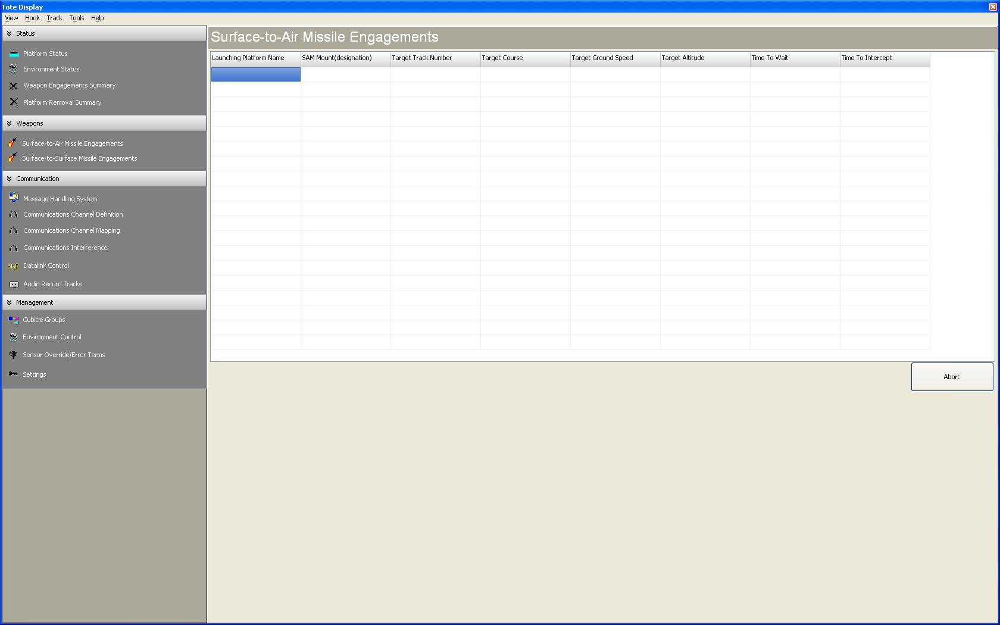 Tote Display
View Hook Track Tools Help
Status
Platform Status
Environment Status
Weapon Engagements Summary
Platform Removal Summary
Weapons
Surface-to-Air Missile Engagements
Surface-to-Surface Missile Engagements
Communication
Message Handling System
Communications Channel Definition
Communications Channel Mapping
Communications Interference
Datalink Control
Audio Record Tracks
Management
Cubicle Groups
Environment Control
Sensor Override/Error Terms
Settings
Surface-to-Air Missile Engagements
Launching Platform Name SAM Mount(designation) Target Track Number Target Course Target Ground Speed Target Altitude Time To Wait Time To Intercept
Abort